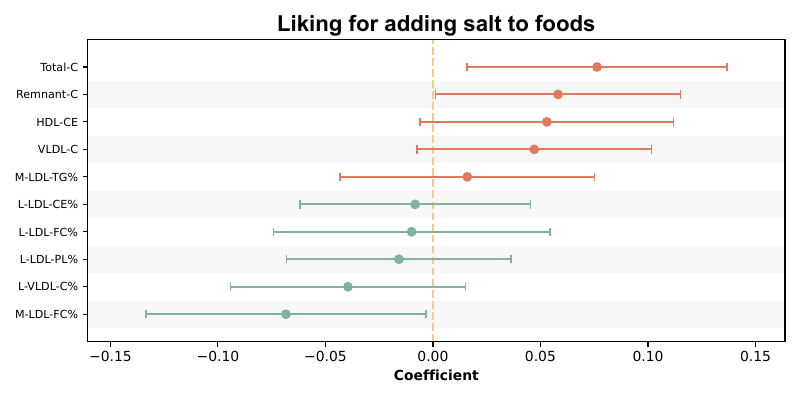 Liking for adding salt to foods
Total-C
Remnant-C
HDL-CE
VLDL-C
M-LDL-TG%
L-LDL-CE%
L-LDL-FC%
L-LDL-PL%
L-VLDL-C%
M-LDL-FC%
−0.15 −0.10 −0.05 0.00 0.05 0.10 0.15
Coefficient